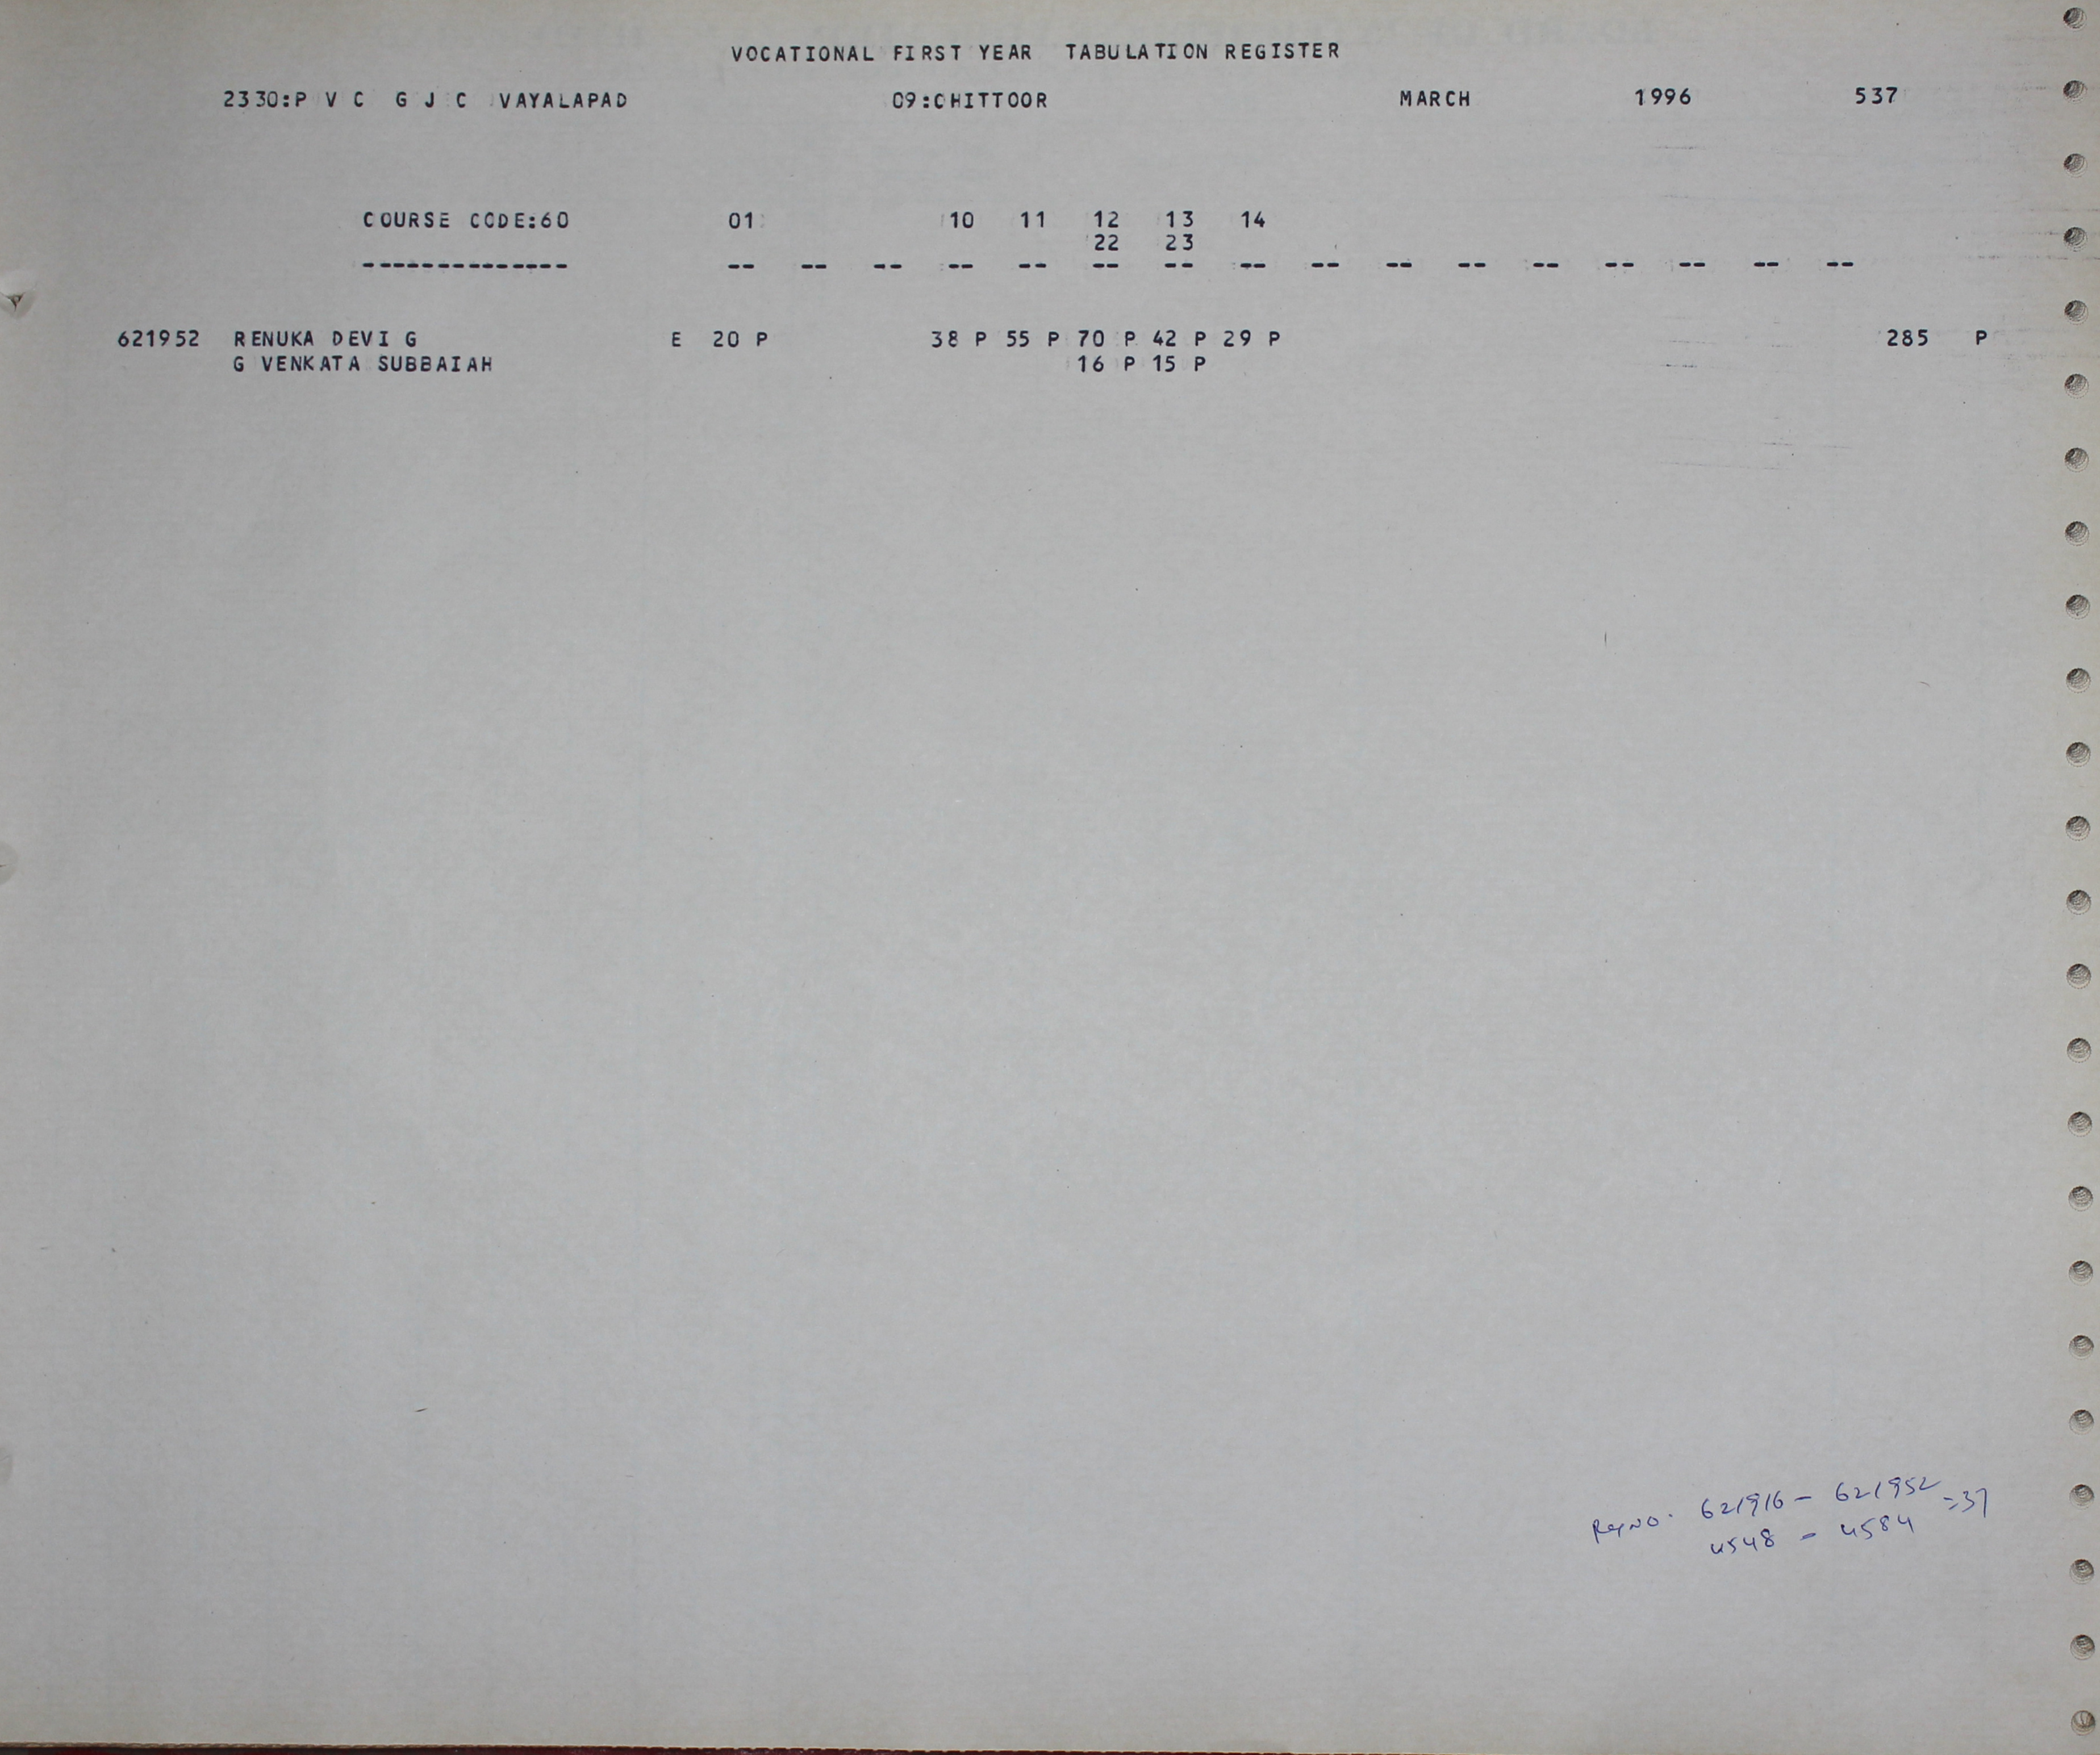 VOCATIONAL FIRST YEAR TABULATION REGISTER
2330:P V C G J C VAYALAPAD 09:CHITTOOR MARCH 1996 537
COURSE CODE:60 01 10 11 12 13 14
22 23
-------------- -- -- -- -- -- -- -- -- -- -- -- -- -- -- -- --
621952 RENUKA DEVI G E 20 P 38 P 55 P 70 P 42 P 29 P 285 P
G VENKATA SUBBAIAH 16 P 15 P
RegNO. 621916 - 621952 = 37
4548 - 4584